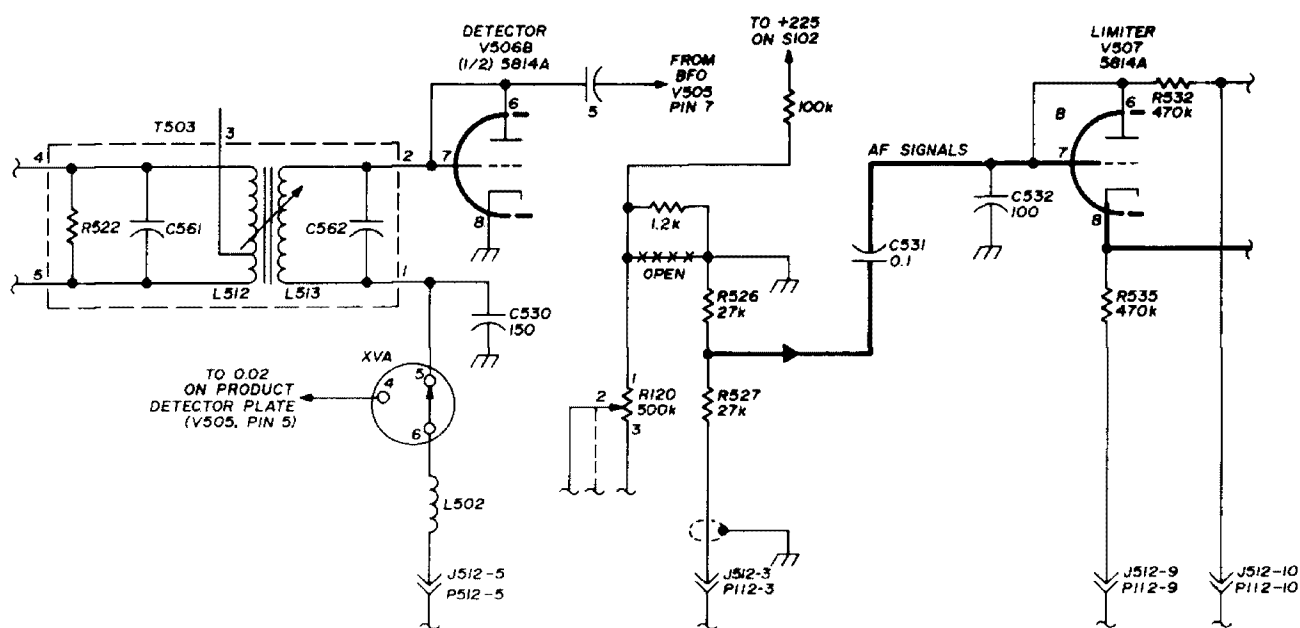 DETECTOR
V506B
(1/2) 5814A
6
5
7
8
FROM
BFO
V505
PIN 7
TO +225
ON S102
100k
LIMITER
V507
5814A
8
6
7
8
R532
470k
T503
3
4
5
2
1
R522
C561
C562
L512
L513
C530
150
XVA
TO 0.02
ON PRODUCT
DETECTOR PLATE
(V505, PIN 5)
4
5
6
L502
J512-5
P512-5
1.2k
OPEN
R526
27k
1
2
3
R120
500k
R527
27k
J512-3
P112-3
AF SIGNALS
C531
0.1
C532
100
R535
470k
J512-9
P112-9
J512-10
P112-10